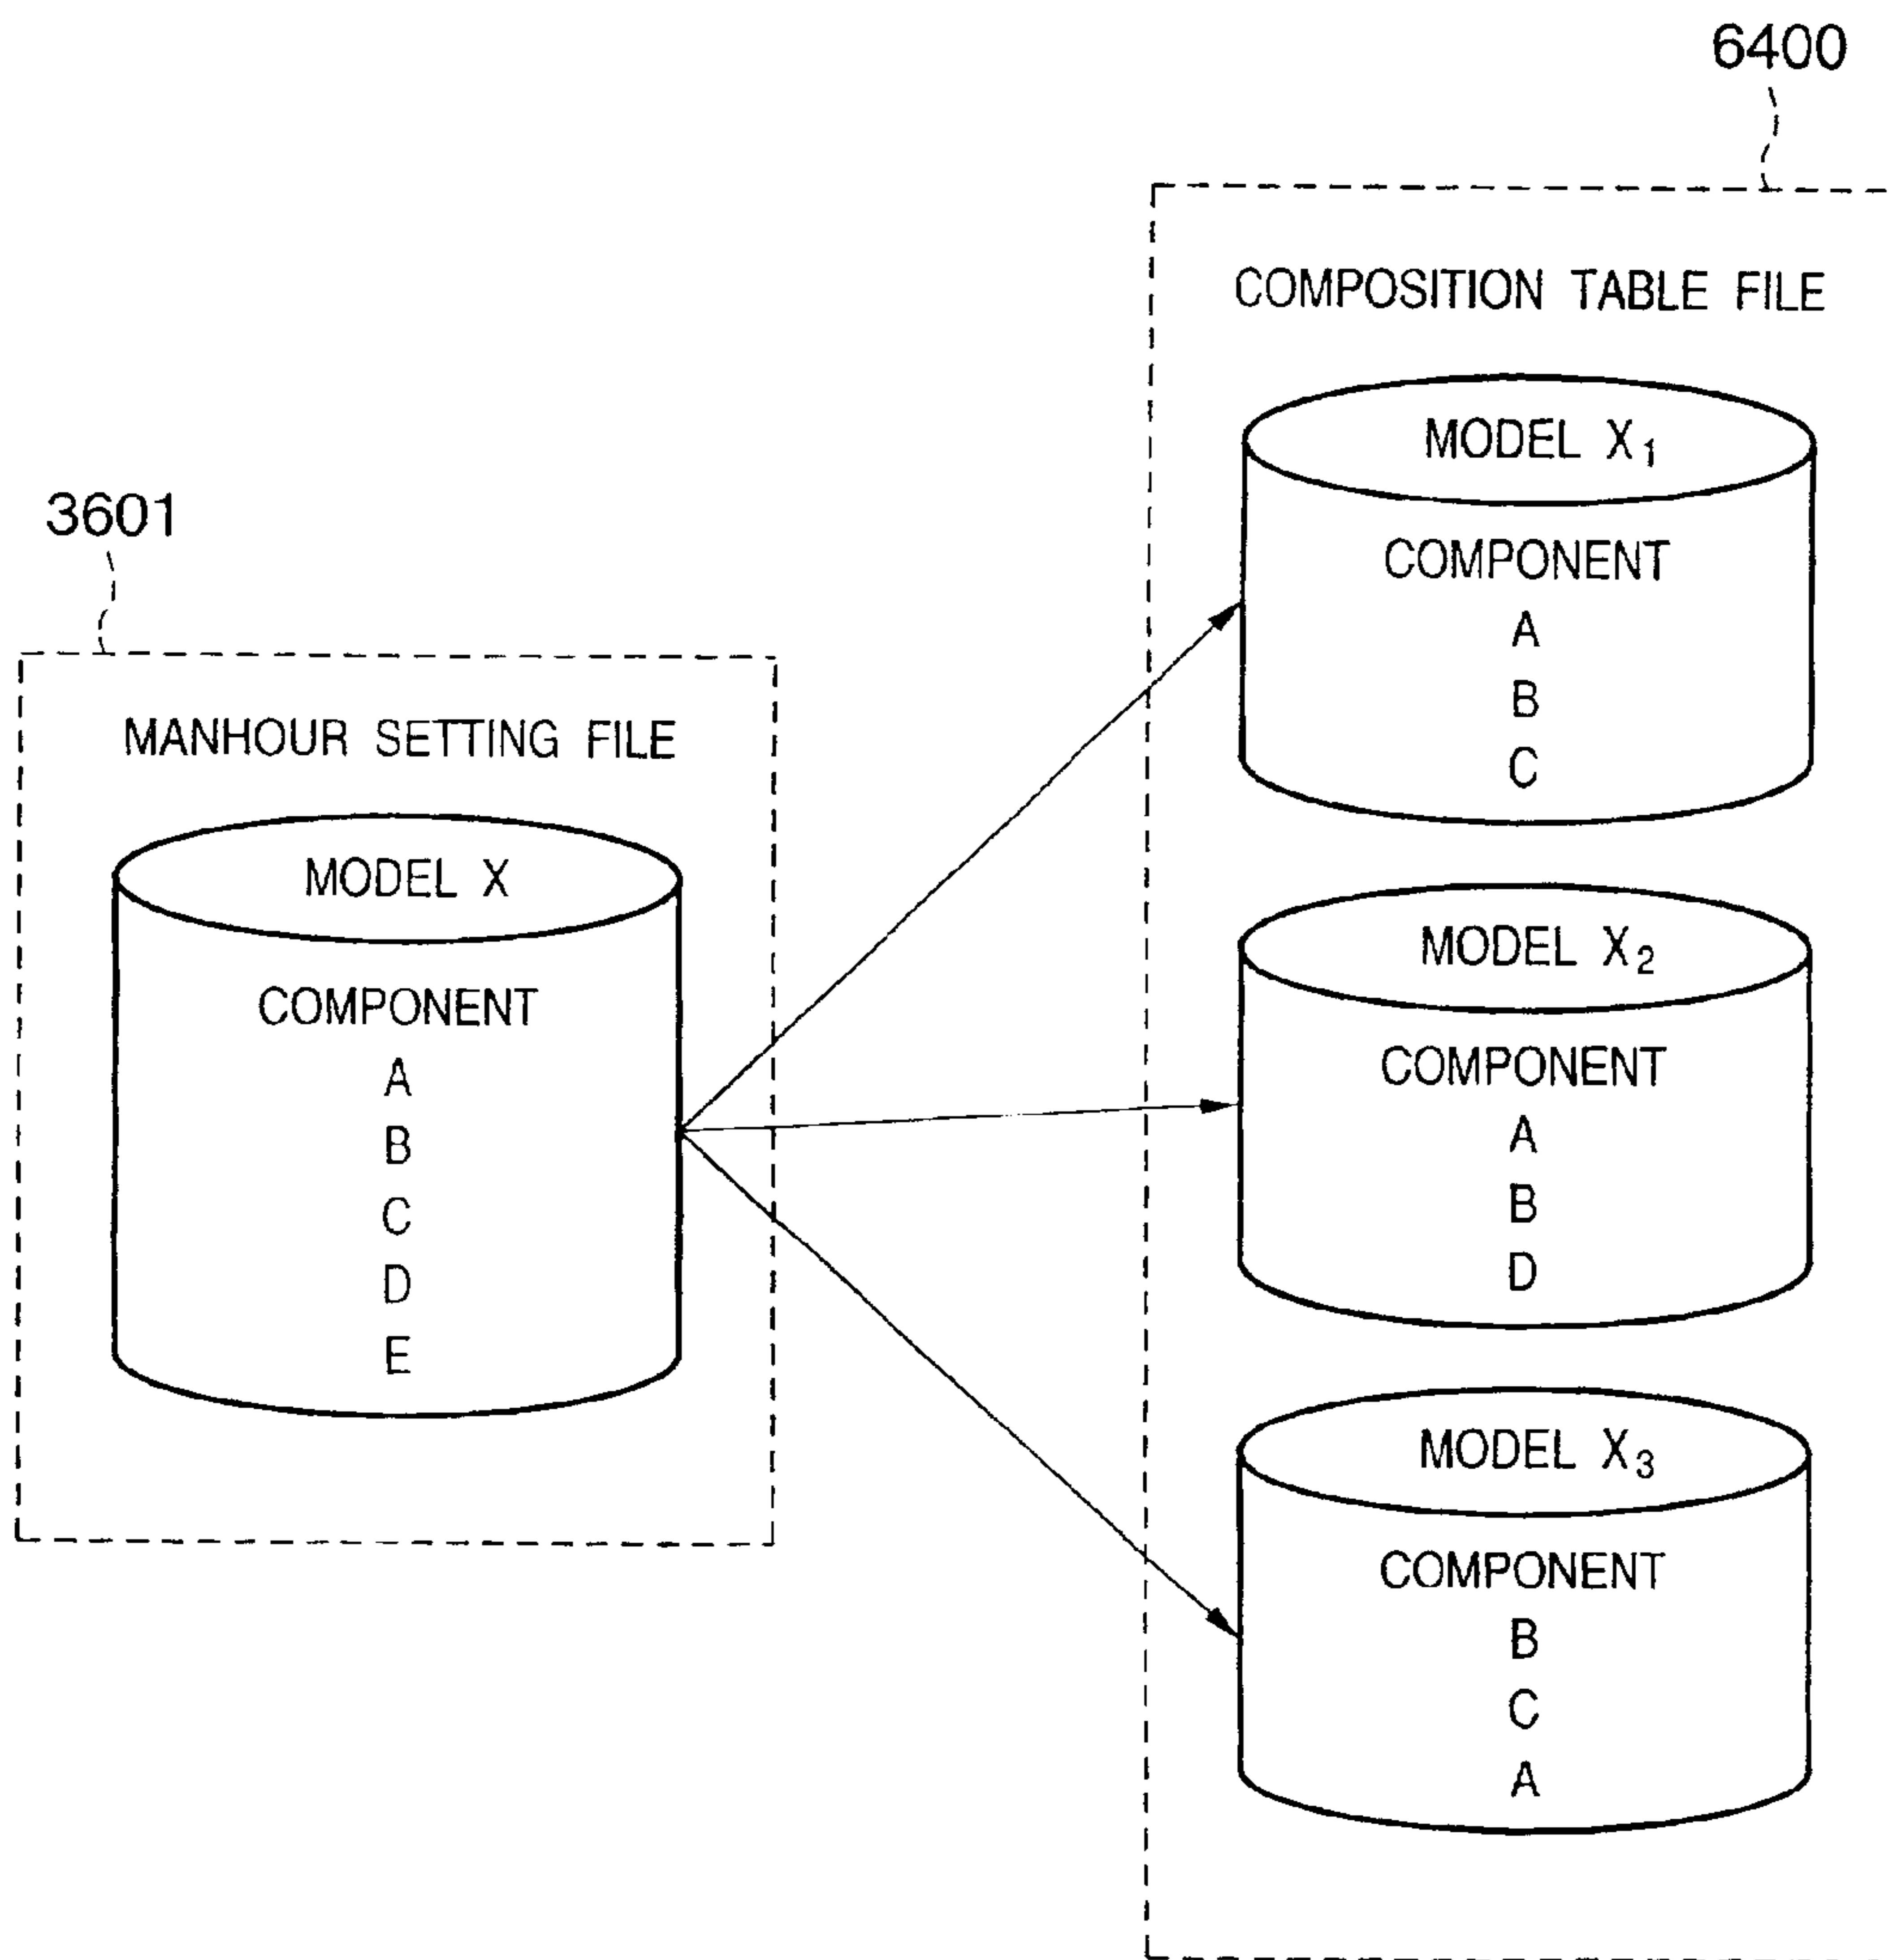 6400
COMPOSITION TABLE FILE
MODEL X₁
COMPONENT
A
B
C
3601
MANHOUR SETTING FILE
MODEL X
COMPONENT
A
B
C
D
E
MODEL X₂
COMPONENT
A
B
D
MODEL X₃
COMPONENT
B
C
A